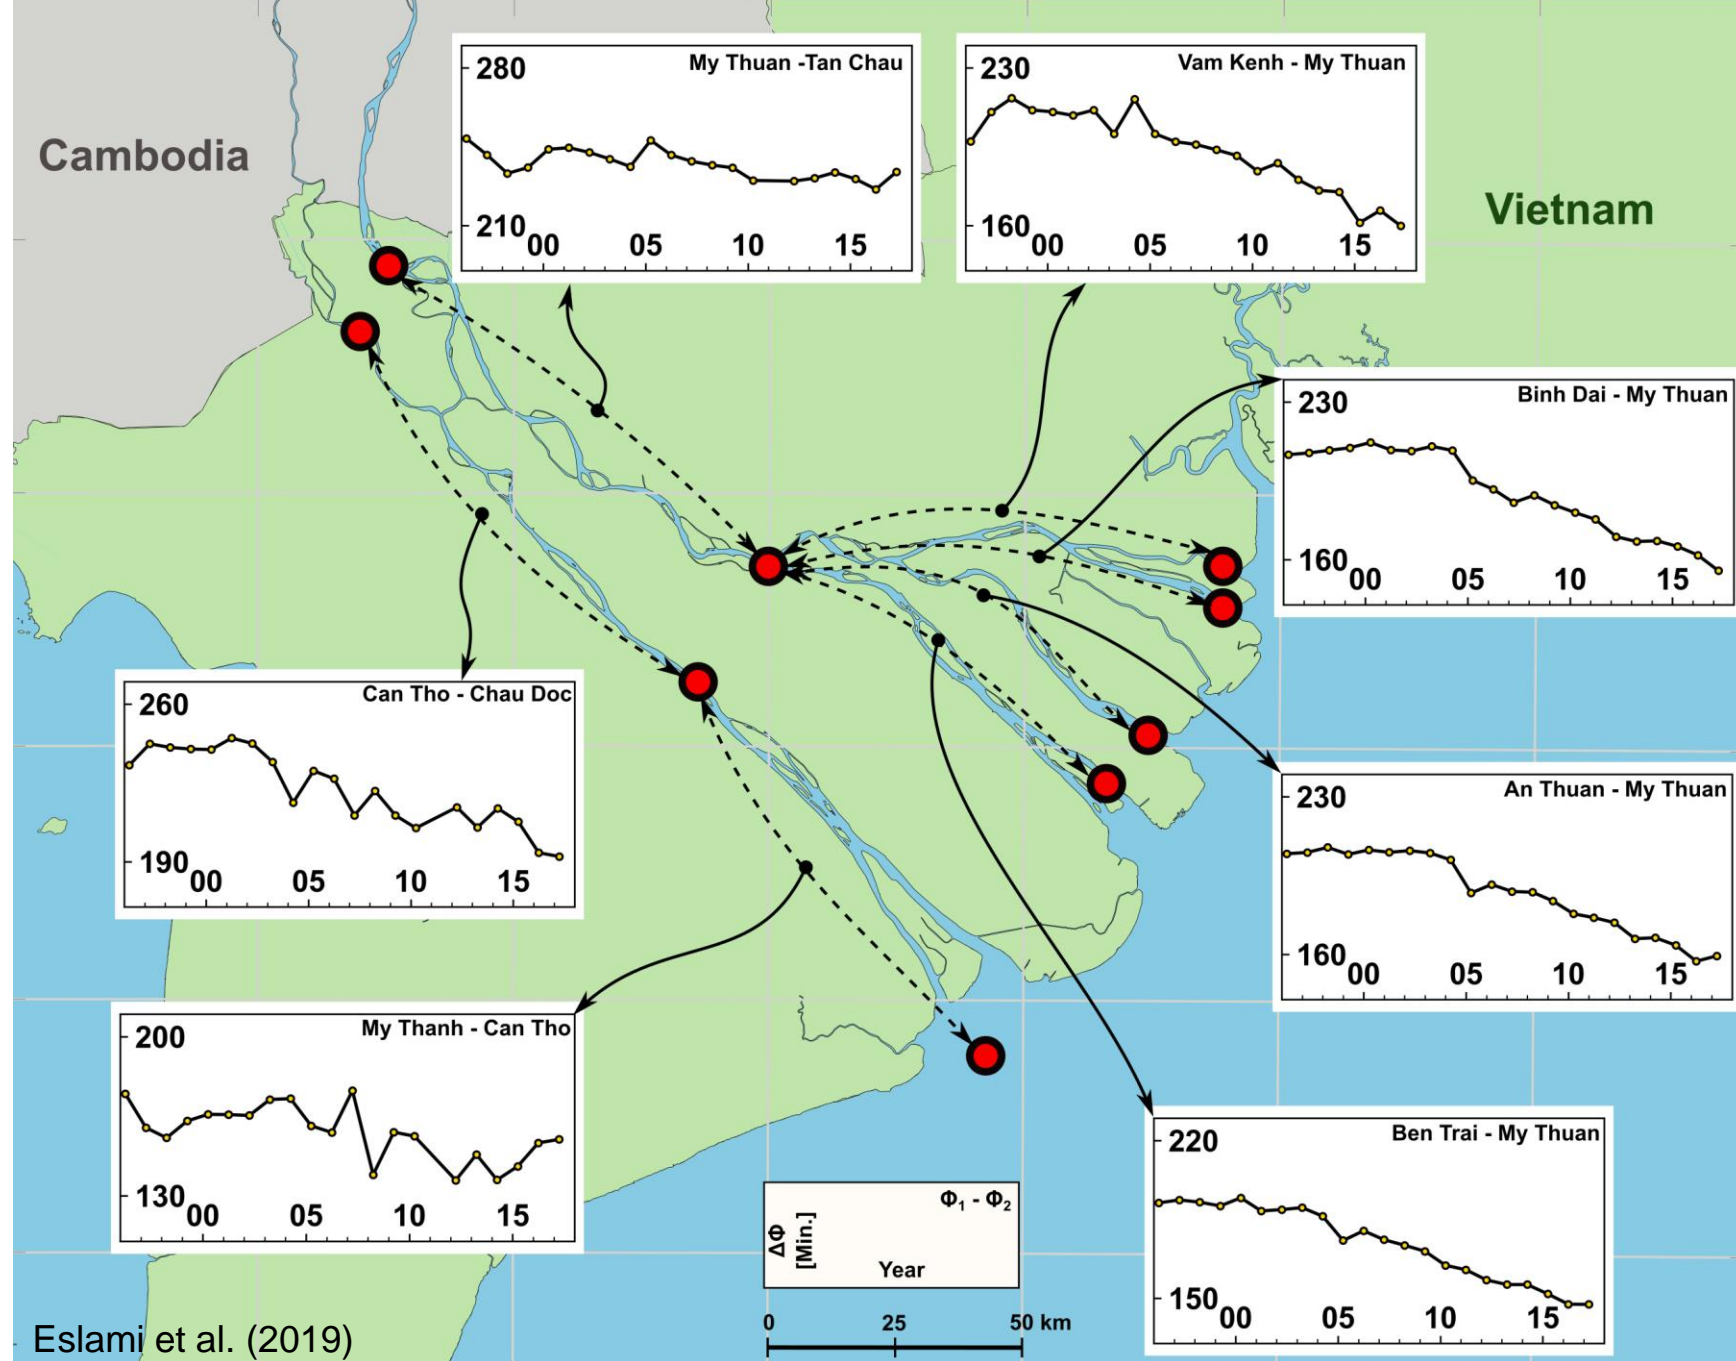 Cambodia
Vietnam
My Thuan -Tan Chau
280
210
00 05 10 15
Vam Kenh - My Thuan
230
160
00 05 10 15
Binh Dai - My Thuan
230
160
00 05 10 15
Can Tho - Chau Doc
260
190
00 05 10 15
An Thuan - My Thuan
230
160
00 05 10 15
My Thanh - Can Tho
200
130
00 05 10 15
Ben Trai - My Thuan
220
150
00 05 10 15
Φ₁ - Φ₂
ΔΦ
[Min.]
Year
0 25 50 km
Eslami et al. (2019)